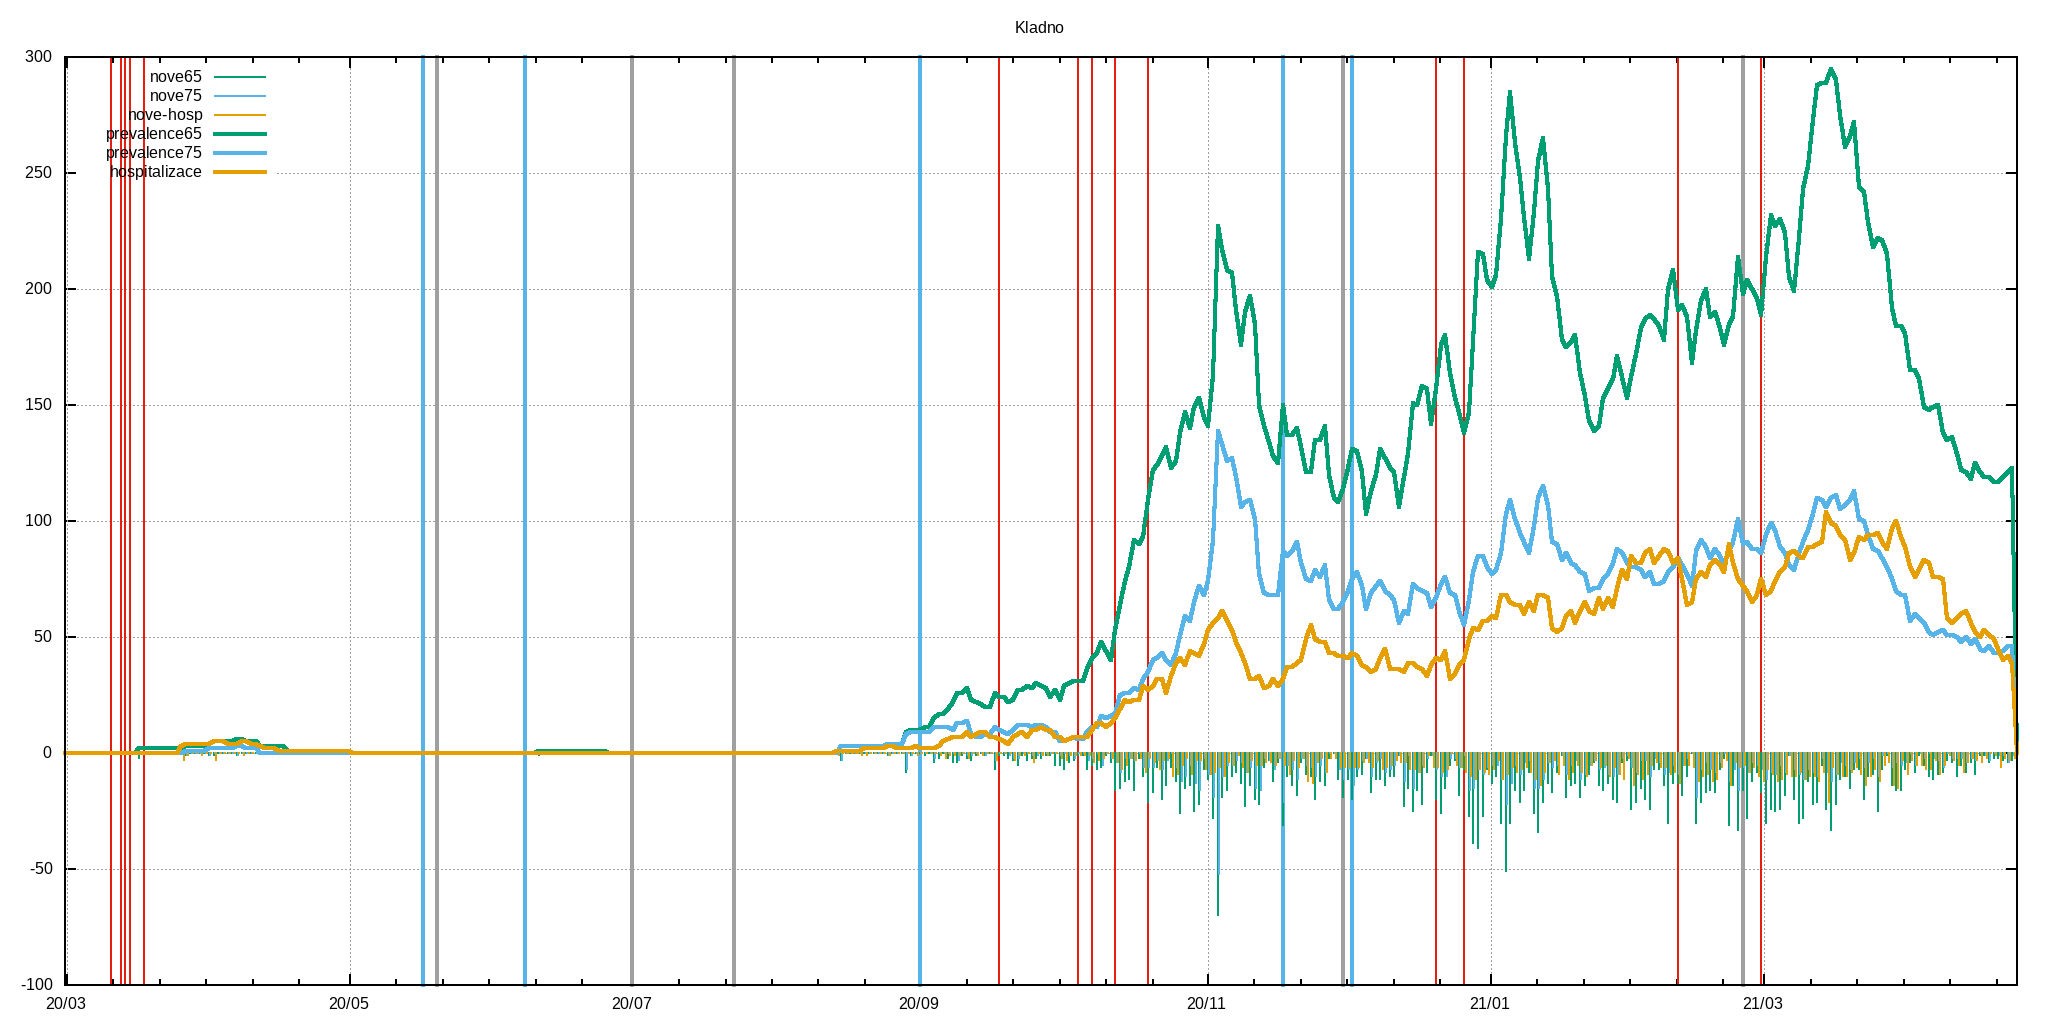 Kladno
300
250
200
150
100
50
0
-50
-100
nove65
nove75
nove-hosp
prevalence65
prevalence75
hospitalizace
20/03 20/05 20/07 20/09 20/11 21/01 21/03